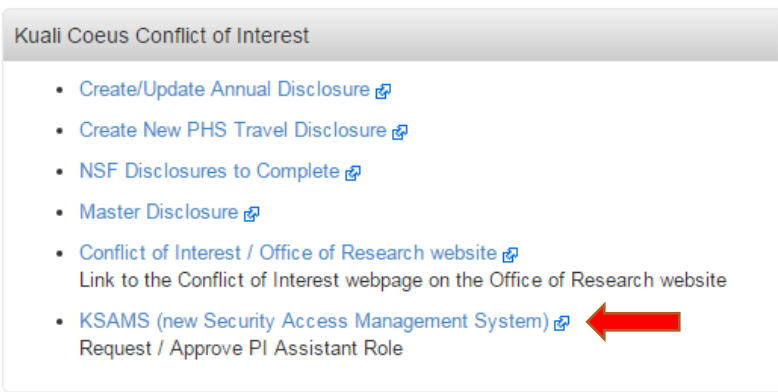 Kuali Coeus Conflict of Interest
Create/Update Annual Disclosure
Create New PHS Travel Disclosure
NSF Disclosures to Complete
Master Disclosure
Conflict of Interest / Office of Research website
Link to the Conflict of Interest webpage on the Office of Research website
KSAMS (new Security Access Management System)
Request / Approve PI Assistant Role